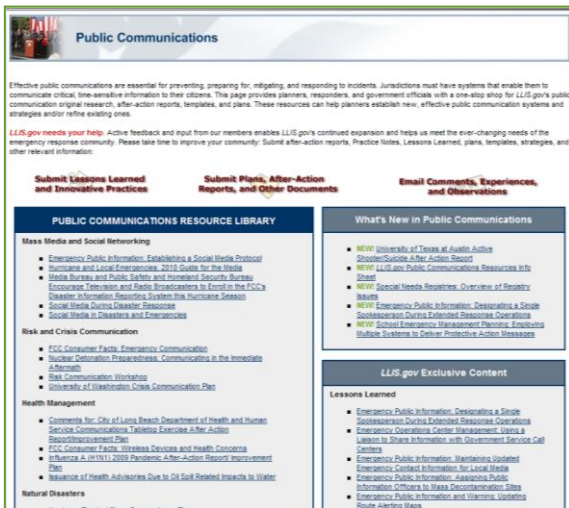 Public Communications
Effective public communications are essential for preventing, preparing for, mitigating, and responding to incidents. Jurisdictions must have systems that enable them to
communicate critical, time-sensitive information to their citizens. This page provides planners, responders, and government officials with a one-stop shop for LLIS.gov's public
communication original research, after-action reports, templates, and plans. These resources can help planners establish new, effective public communication systems and
strategies and/or refine existing ones.
LLIS.gov needs your help. Active feedback and input from our members enables LLIS.gov's continued expansion and helps us meet the ever-changing needs of the
emergency response community. Please take time to improve your community: Submit after-action reports, Practice Notes, Lessons Learned, plans, templates, strategies, and
other relevant information:
Submit Lessons Learned
and Innovative Practices
Submit Plans, After-Action
Reports, and Other Documents
Email Comments, Experiences,
and Observations
PUBLIC COMMUNICATIONS RESOURCE LIBRARY
Mass Media and Social Networking
Emergency Public Information: Establishing a Social Media Protocol
Hurricane and Local Emergencies: 2010 Guide for the Media
Media Bureau and Public Safety and Homeland Security Bureau
Encourage Television and Radio Broadcasters to Enroll in the FCC's
Disaster Information Reporting System this Hurricane Season
Social Media During Disaster Response
Social Media in Disasters and Emergencies
Risk and Crisis Communication
FCC Consumer Facts: Emergency Communication
Nuclear Detonation Preparedness: Communicating in the Immediate
Aftermath
Risk Communication Workshop
University of Washington Crisis Communication Plan
Health Management
Comments for: City of Long Beach Department of Health and Human
Service Communications Tabletop Exercise After Action
Report/Improvement Plan
FCC Consumer Facts: Wireless Devices and Health Concerns
Influenza A (H1N1) 2009 Pandemic After-Action Report/ Improvement
Plan
Issuance of Health Advisories Due to Oil Spill Related Impacts to Water
Natural Disasters
What's New in Public Communications
NEW! University of Texas at Austin Active
Shooter/Suicide After Action Report
NEW! LLIS.gov Public Communications Resources Info
Sheet
NEW! Special Needs Registries: Overview of Registry
Issues
NEW! Emergency Public Information: Designating a Single
Spokesperson During Extended Response Operations
NEW! School Emergency Management Planning: Employing
Multiple Systems to Deliver Protective Action Messages
LLIS.gov Exclusive Content
Lessons Learned
Emergency Public Information: Designating a Single
Spokesperson During Extended Response Operations
Emergency Operations Center Management: Using a
Liaison to Share Information with Government Service Call
Centers
Emergency Public Information: Maintaining Updated
Emergency Contact Information for Local Media
Emergency Public Information: Assigning Public
Information Officers to Mass Decontamination Sites
Emergency Public Information and Warning: Updating
Route Alerting Maps